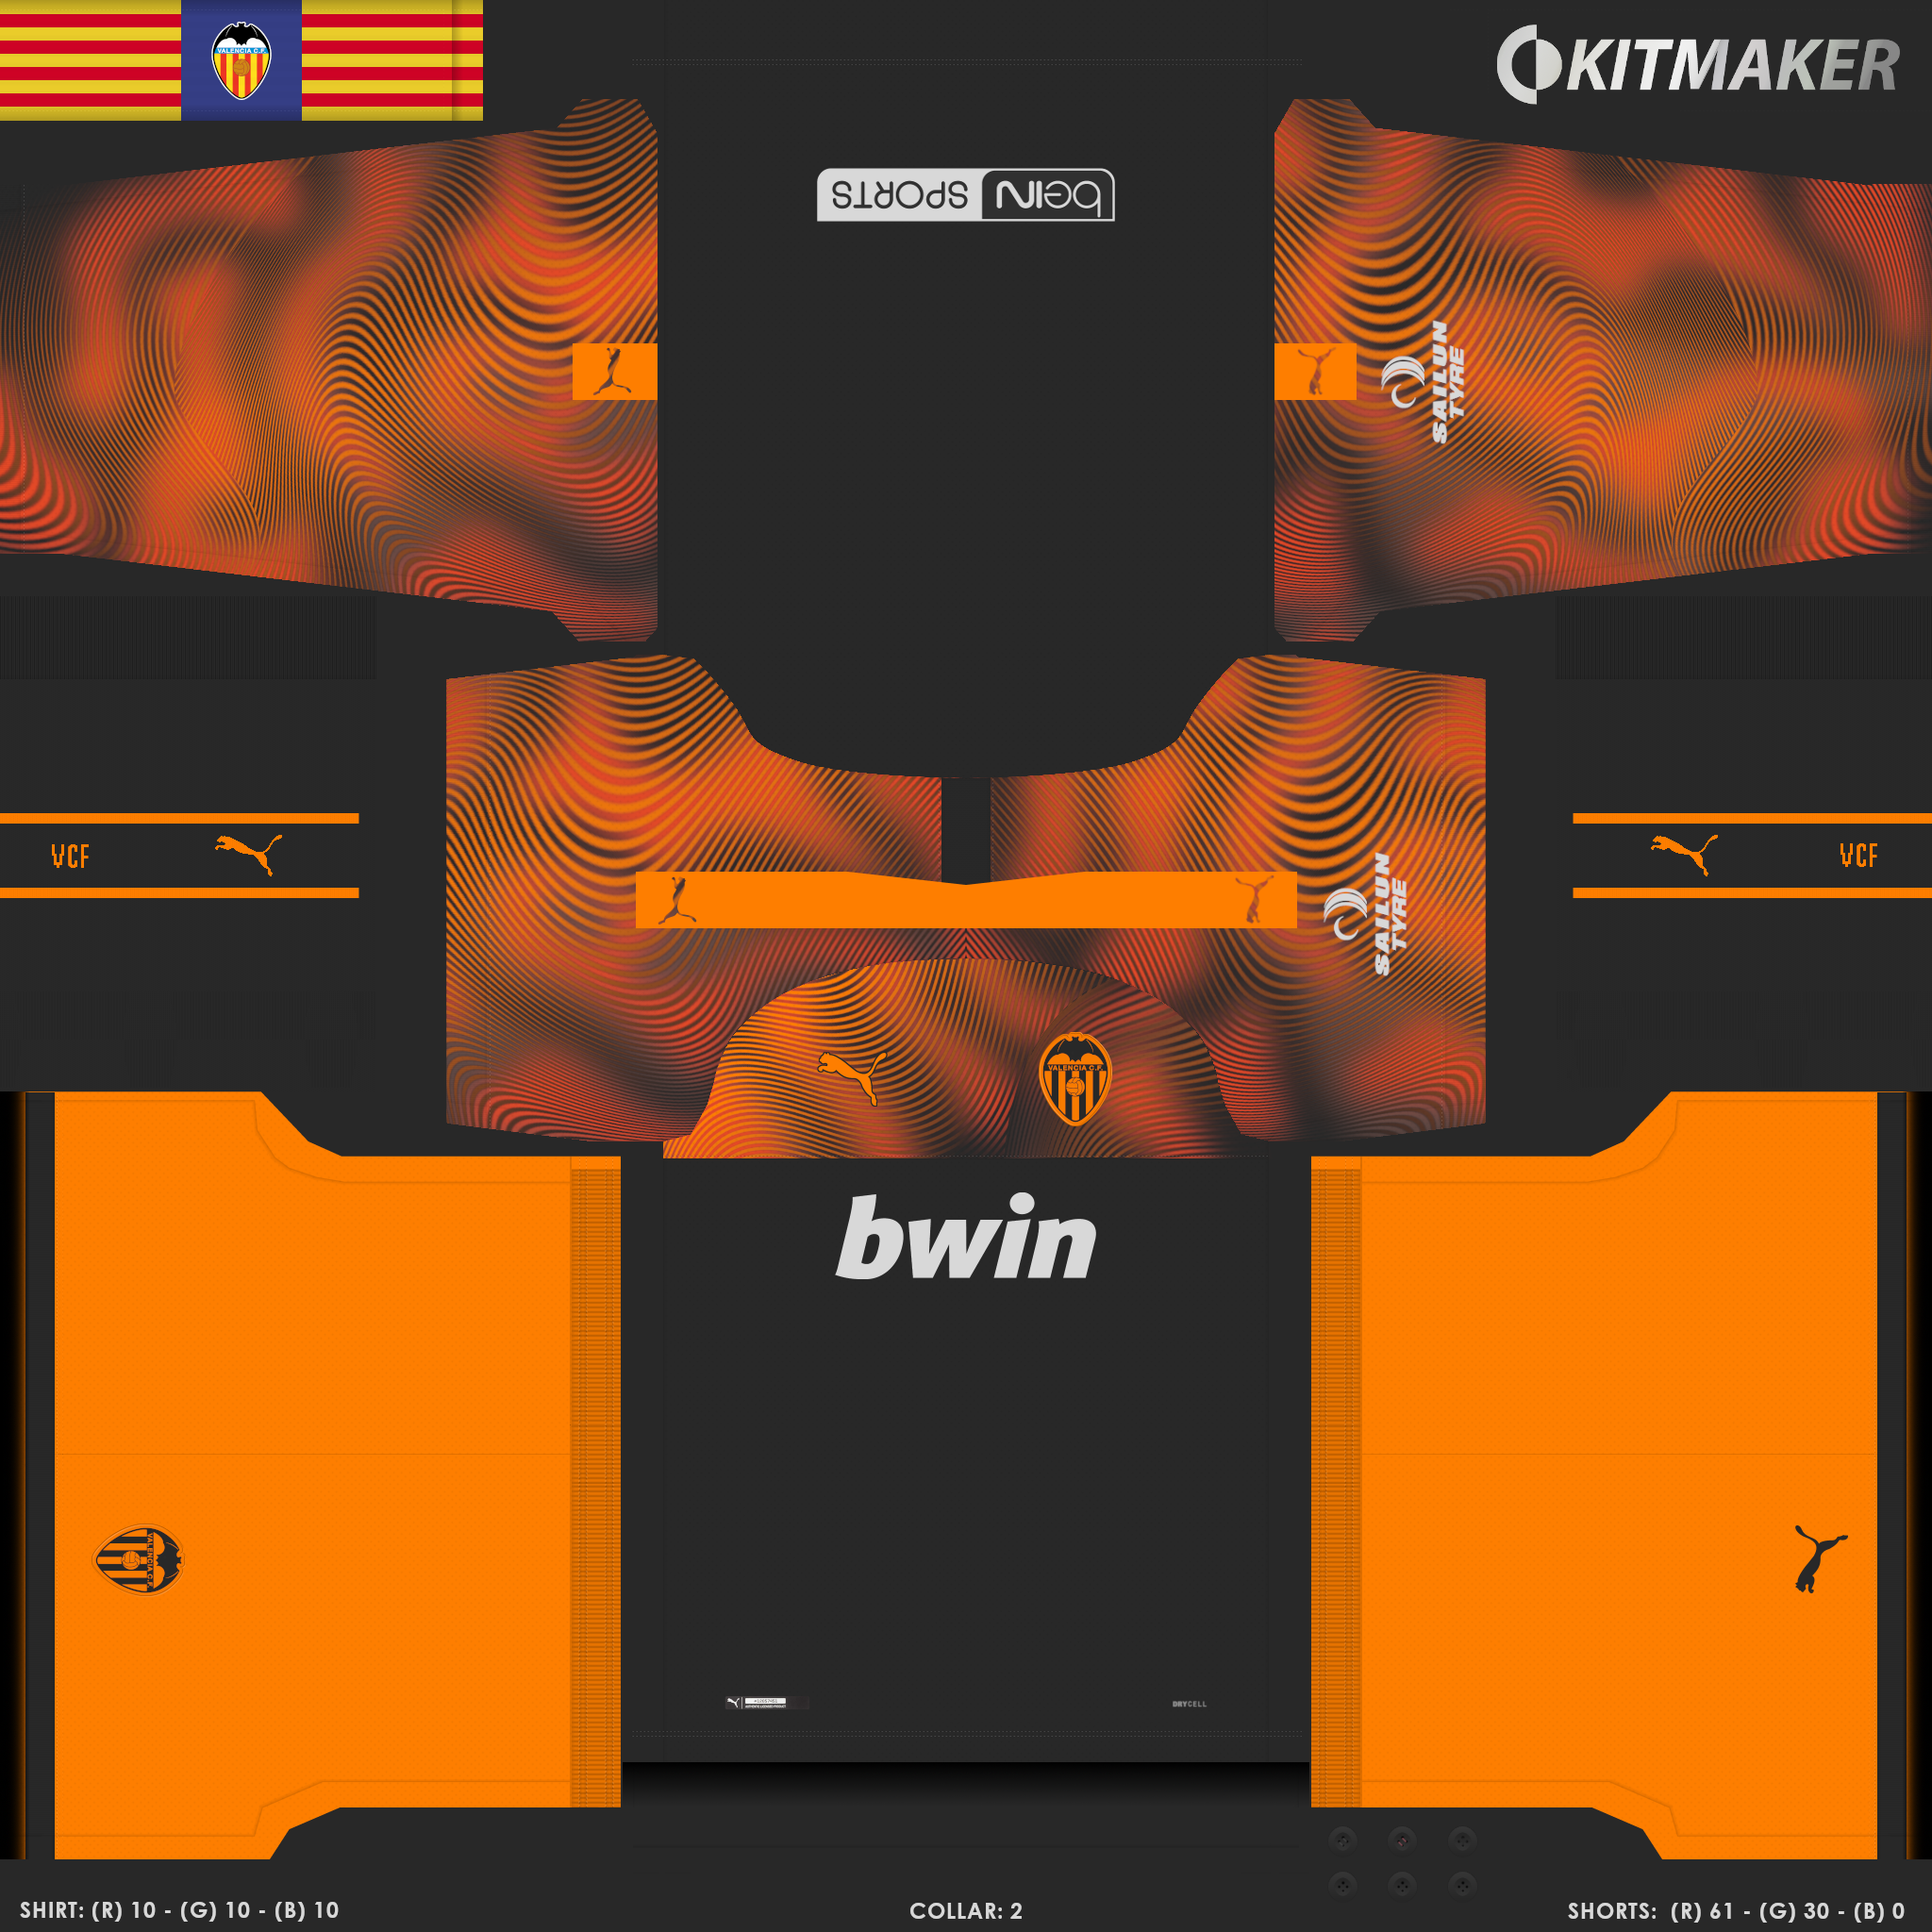 VALENCIA C.F.
KITMAKER
beIN SPORTS
SAILUN
TYRE
VCF
VCF
SAILUN
TYRE
VALENCIA C.F.
bwin
VALENCIA C.F.
DRYCELL
SHIRT: (R) 10 - (G) 10 - (B) 10
COLLAR: 2
SHORTS: (R) 61 - (G) 30 - (B) 0